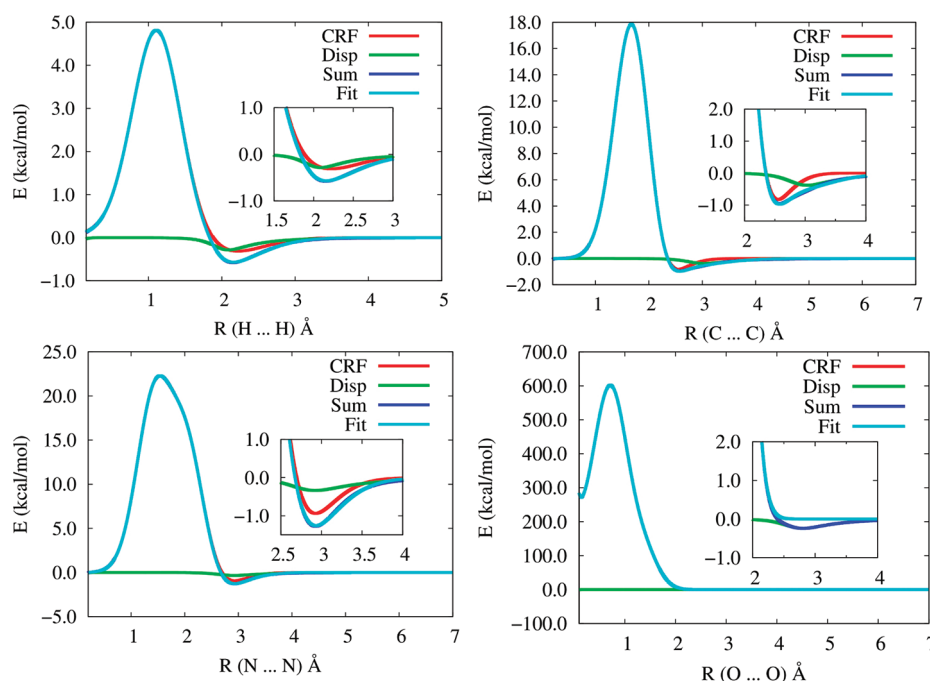 5.0
4.0
3.0
2.0
1.0
0.0
−1.0
E (kcal/mol)
CRF
Disp
Sum
Fit
1.0
0.0
−1.0
1.5 2 2.5 3
1 2 3 4 5
R (H ... H) Å
18.0
16.0
14.0
12.0
10.0
8.0
6.0
4.0
2.0
0.0
−2.0
E (kcal/mol)
CRF
Disp
Sum
Fit
2.0
1.0
0.0
−1.0
2 3 4
1 2 3 4 5 6 7
R (C ... C) Å
25.0
20.0
15.0
10.0
5.0
0.0
−5.0
E (kcal/mol)
CRF
Disp
Sum
Fit
1.0
0.0
−1.0
2.5 3 3.5 4
1 2 3 4 5 6 7
R (N ... N) Å
700.0
600.0
500.0
400.0
300.0
200.0
100.0
0.0
−100.0
E (kcal/mol)
CRF
Disp
Sum
Fit
2.0
1.0
0.0
−1.0
2 3 4
1 2 3 4 5 6 7
R (O ... O) Å